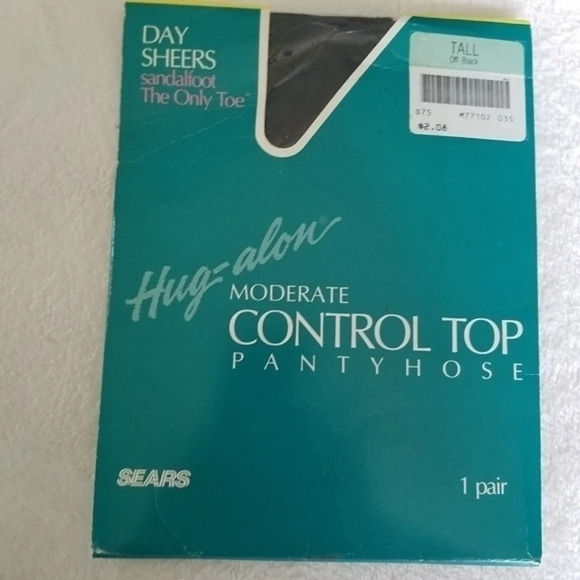 DAY
SHEERS
sandalfoot
The Only Toe™
TALL
Off Black
075 M77102 035
$2.08
Hug-alon®
MODERATE
CONTROL TOP
PANTYHOSE
SEARS
1 pair